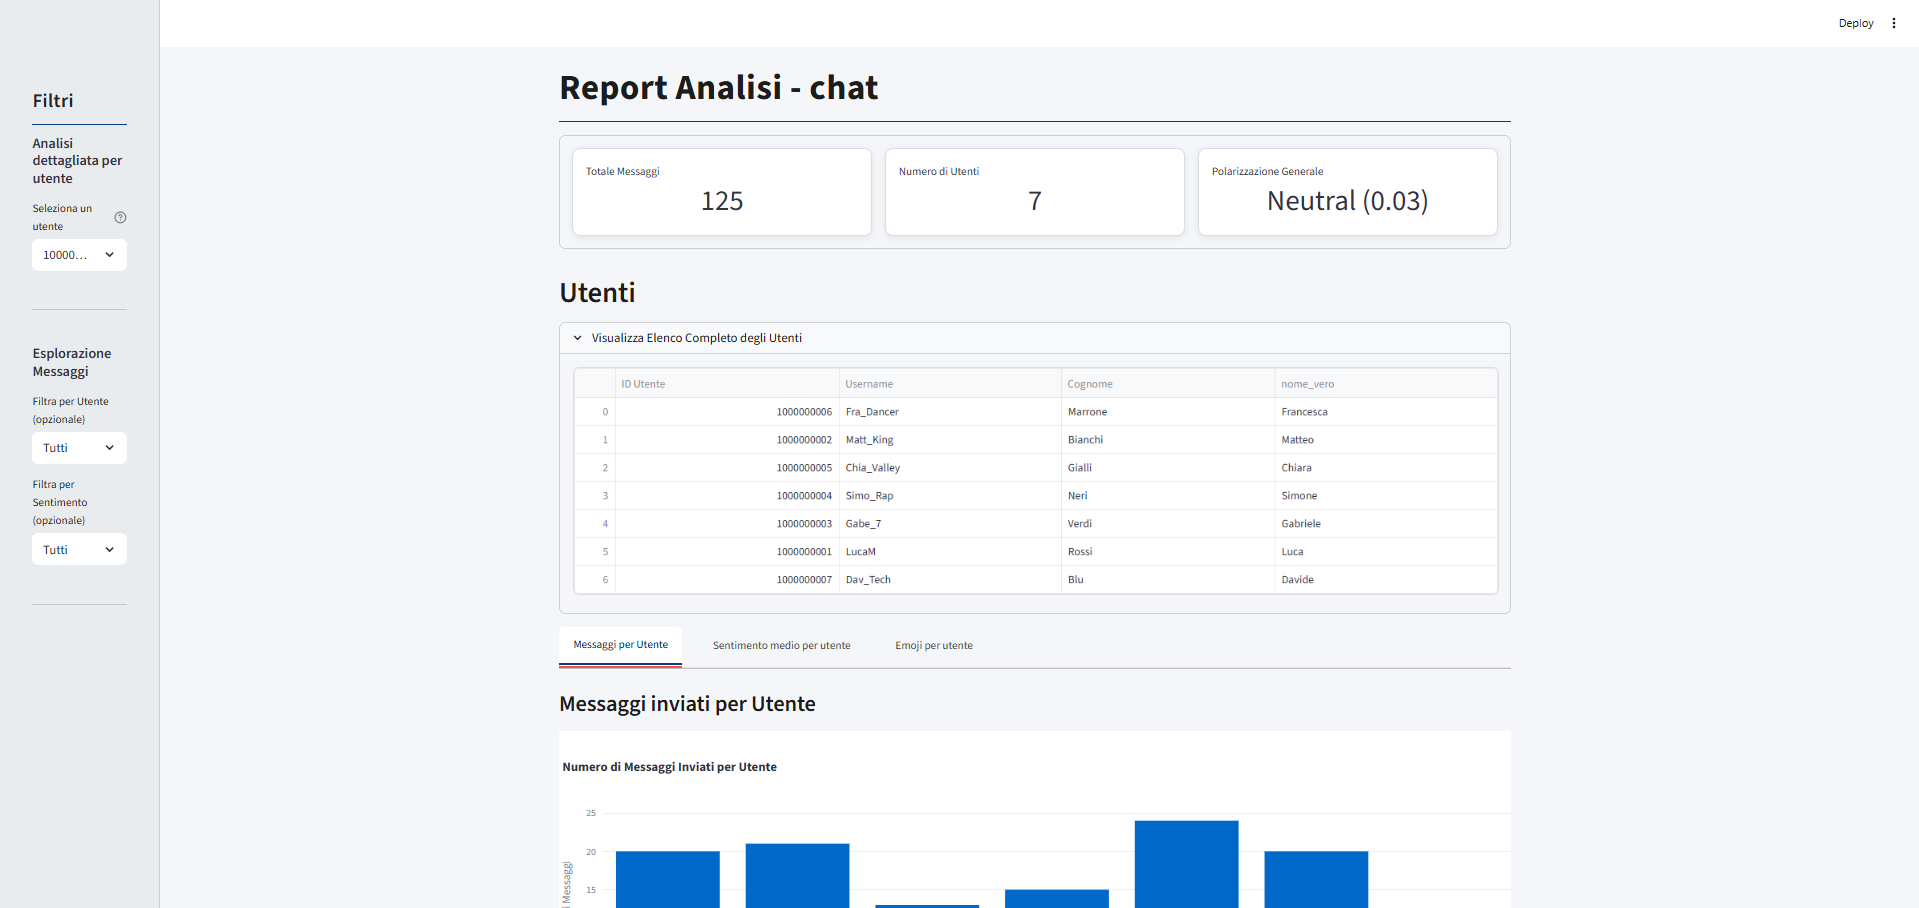 Deploy
Filtri
Analisi
dettagliata per
utente
Seleziona un
utente
10000...
Esplorazione
Messaggi
Filtra per Utente
(opzionale)
Tutti
Filtra per
Sentimento
(opzionale)
Tutti
Report Analisi - chat
Totale Messaggi
125
Numero di Utenti
7
Polarizzazione Generale
Neutral (0.03)
Utenti
Visualizza Elenco Completo degli Utenti
ID Utente Username Cognome nome_vero
0 1000000006 Fra_Dancer Marrone Francesca
1 1000000002 Matt_King Bianchi Matteo
2 1000000005 Chia_Valley Gialli Chiara
3 1000000004 Simo_Rap Neri Simone
4 1000000003 Gabe_7 Verdi Gabriele
5 1000000001 LucaM Rossi Luca
6 1000000007 Dav_Tech Blu Davide
Messaggi per Utente Sentimento medio per utente Emoji per utente
Messaggi inviati per Utente
Numero di Messaggi Inviati per Utente
25
20
15
i Messaggi